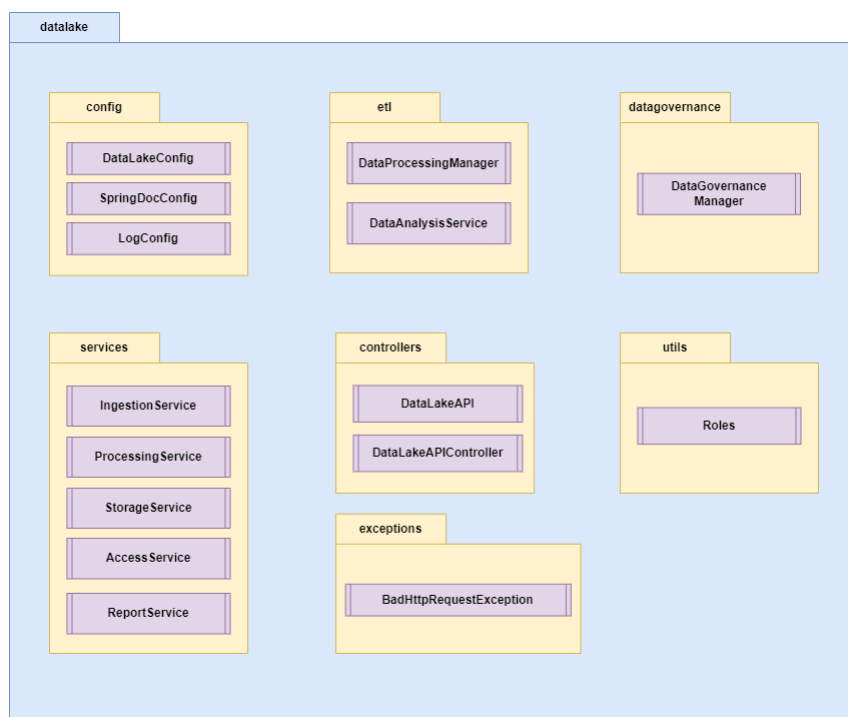 datalake
config
DataLakeConfig
SpringDocConfig
LogConfig
etl
DataProcessingManager
DataAnalysisService
datagovernance
DataGovernance
Manager
services
IngestionService
ProcessingService
StorageService
AccessService
ReportService
controllers
DataLakeAPI
DataLakeAPIController
utils
Roles
exceptions
BadHttpRequestException